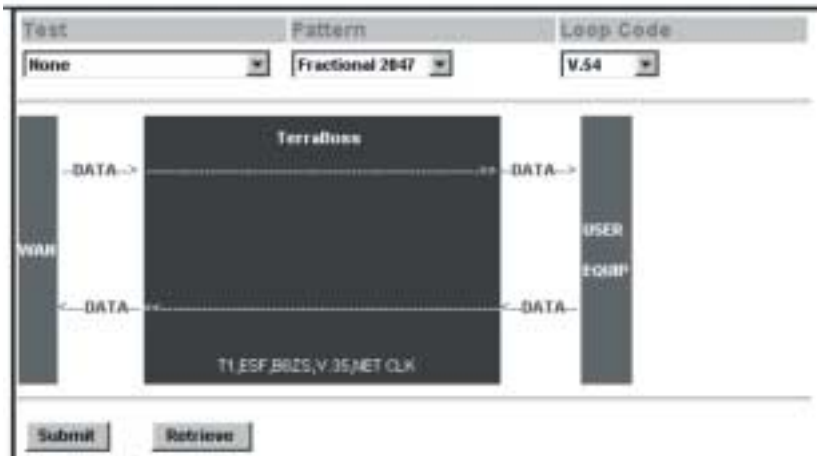 Test Pattern Loop Code
None Fractional 2047 V.54
TerraBoss
--DATA--> ->> --DATA-->
WAN
USER
EQUIP
<--DATA-- <<- <--DATA--
T1,ESF,B8ZS,V.35,NET CLK
Submit Retrieve